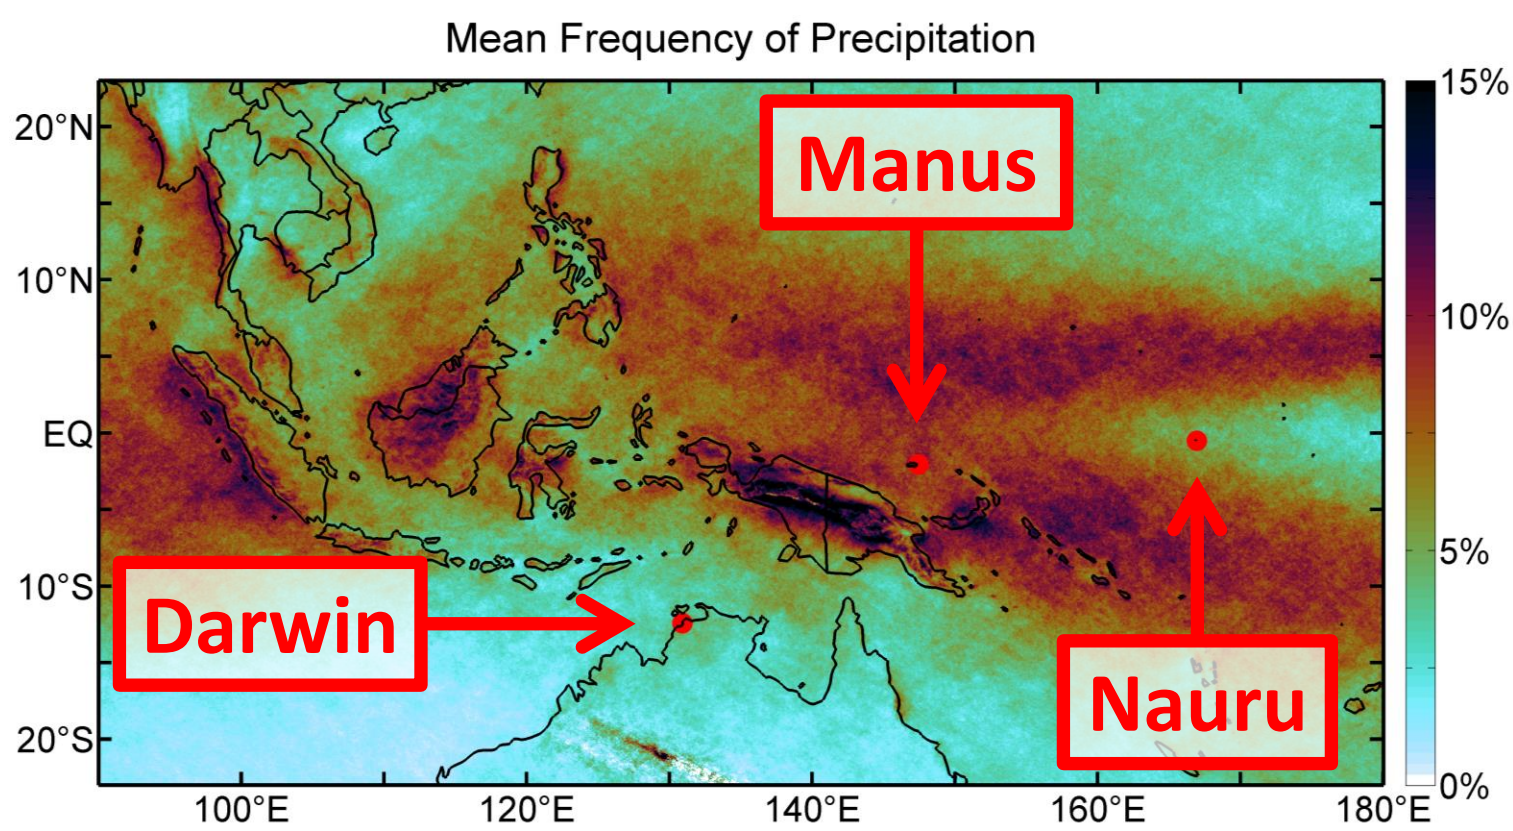 Mean Frequency of Precipitation
20°N
10°N
EQ
10°S
20°S
100°E
120°E
140°E
160°E
180°E
15%
10%
5%
0%
Manus
Darwin
Nauru